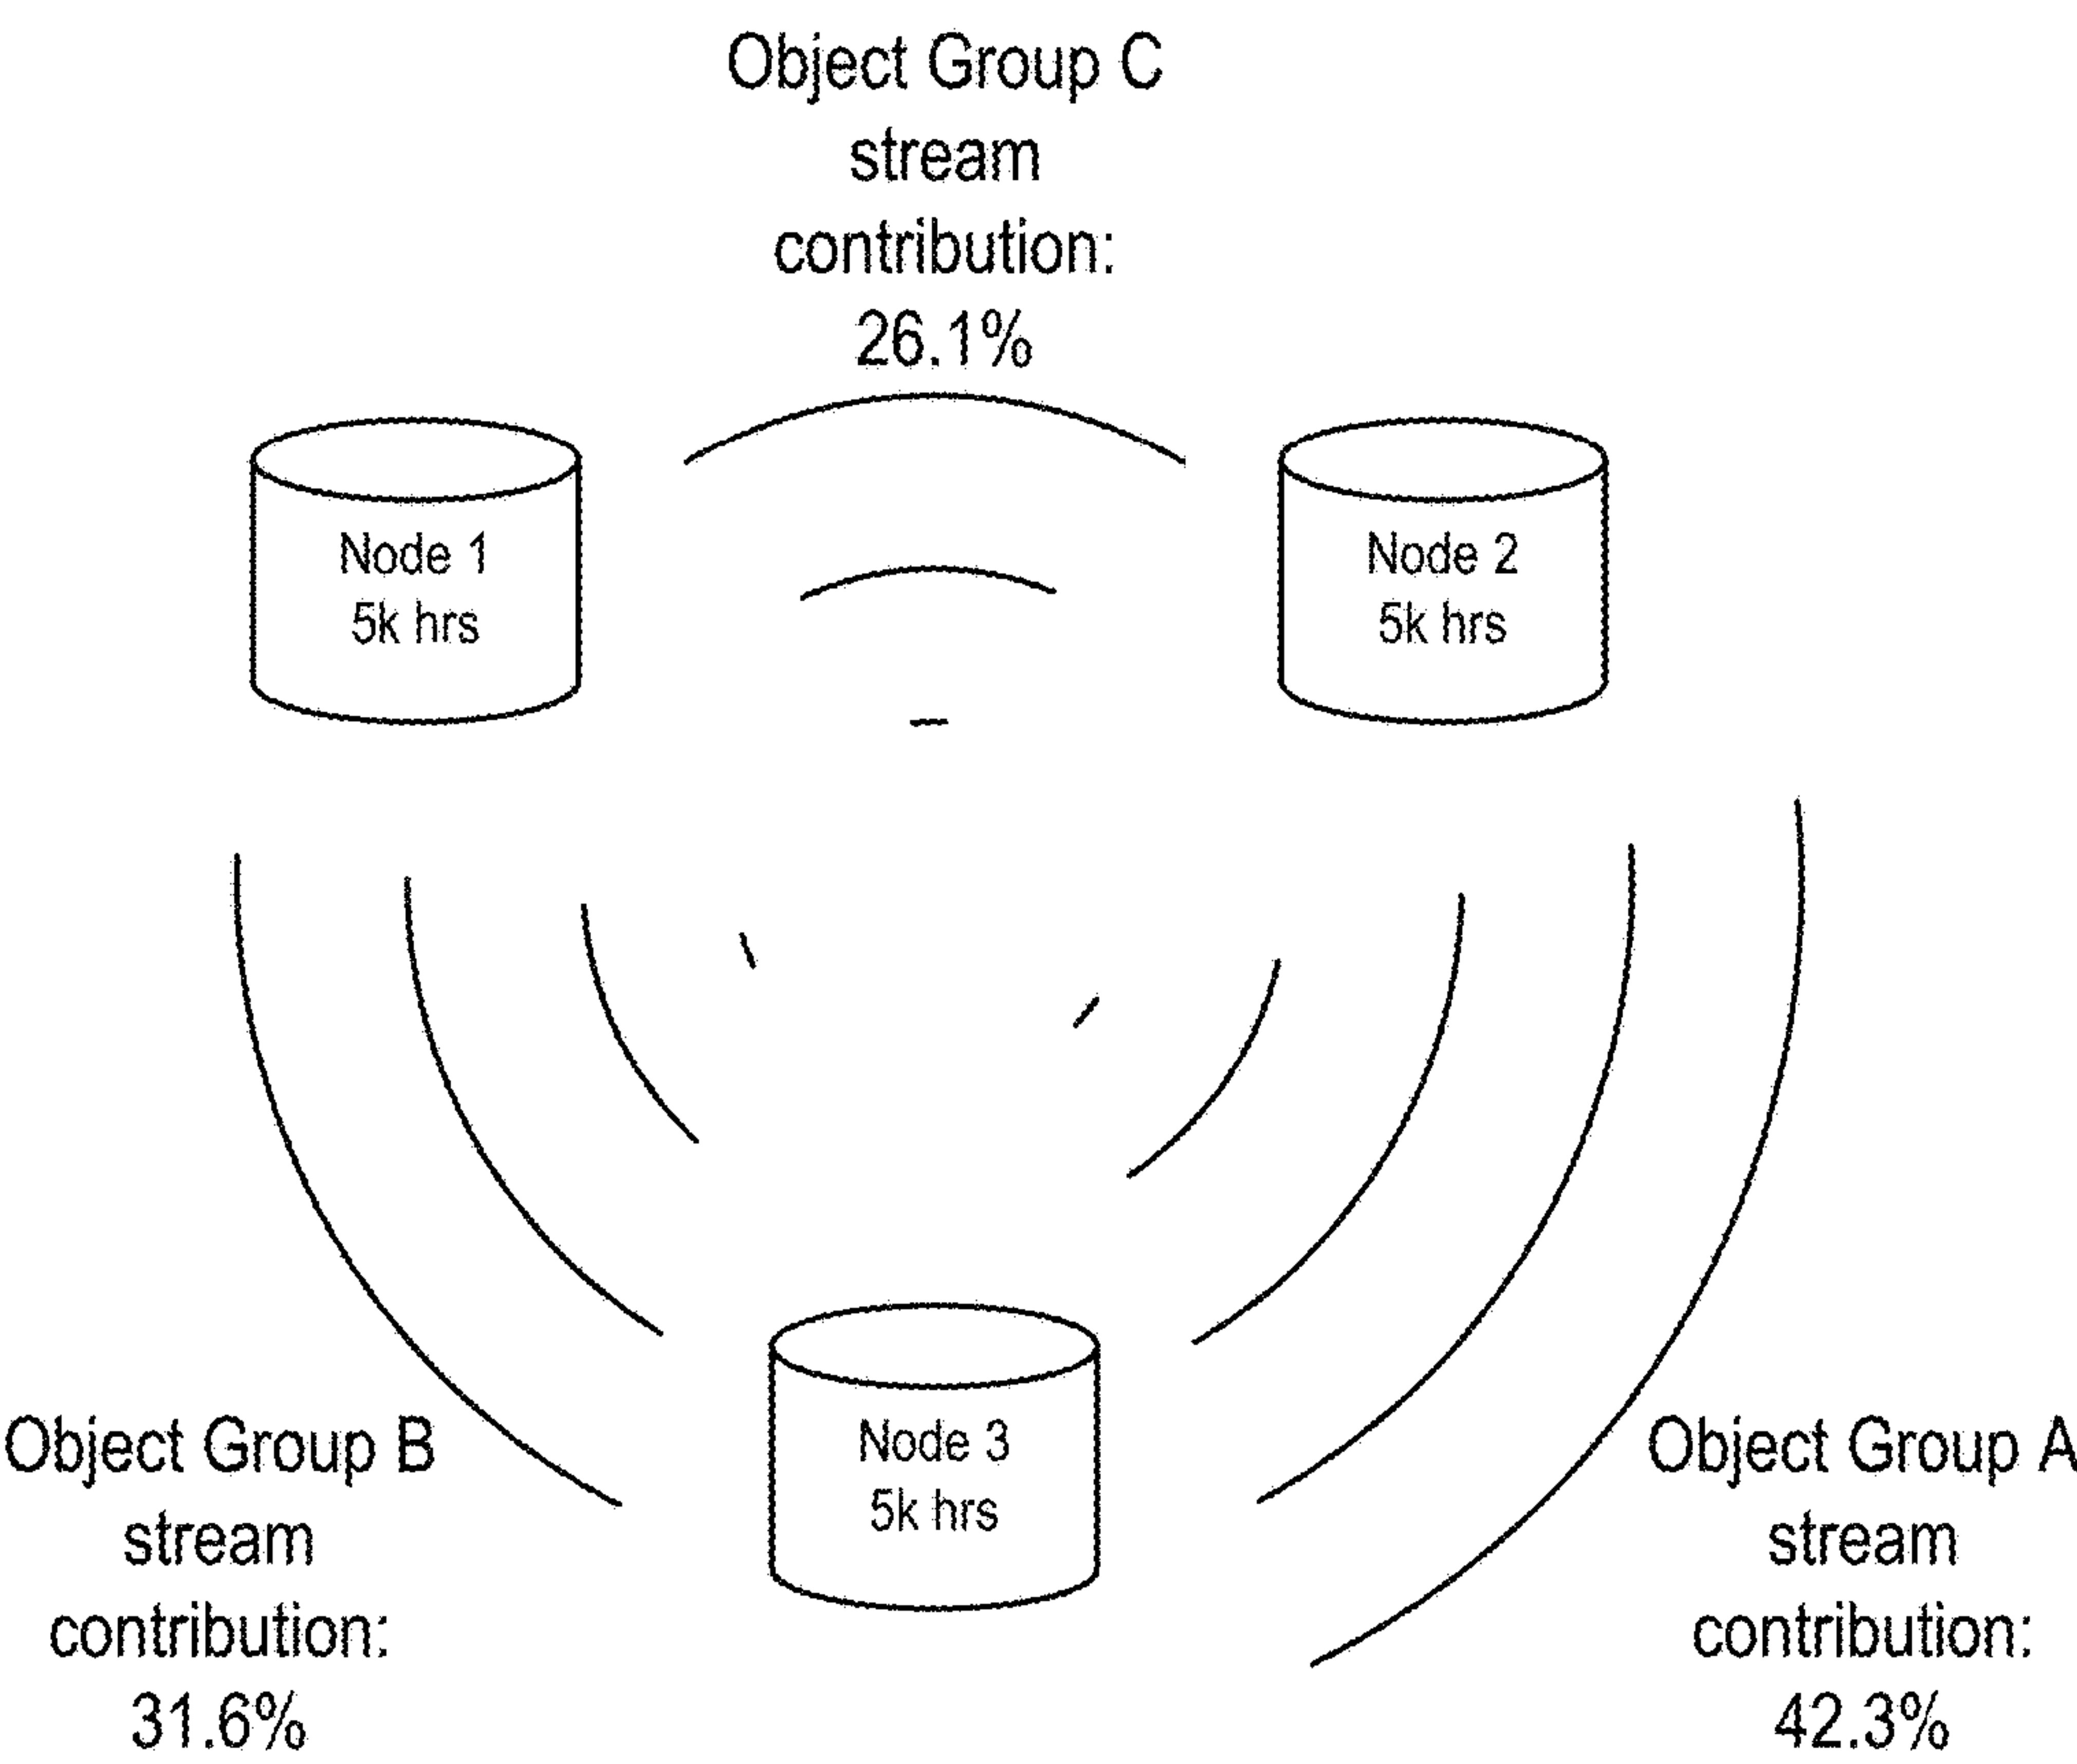 Object Group C
stream
contribution:
26.1%
Node 1
5k hrs
Node 2
5k hrs
Node 3
5k hrs
Object Group B
stream
contribution:
31.6%
Object Group A
stream
contribution:
42.3%